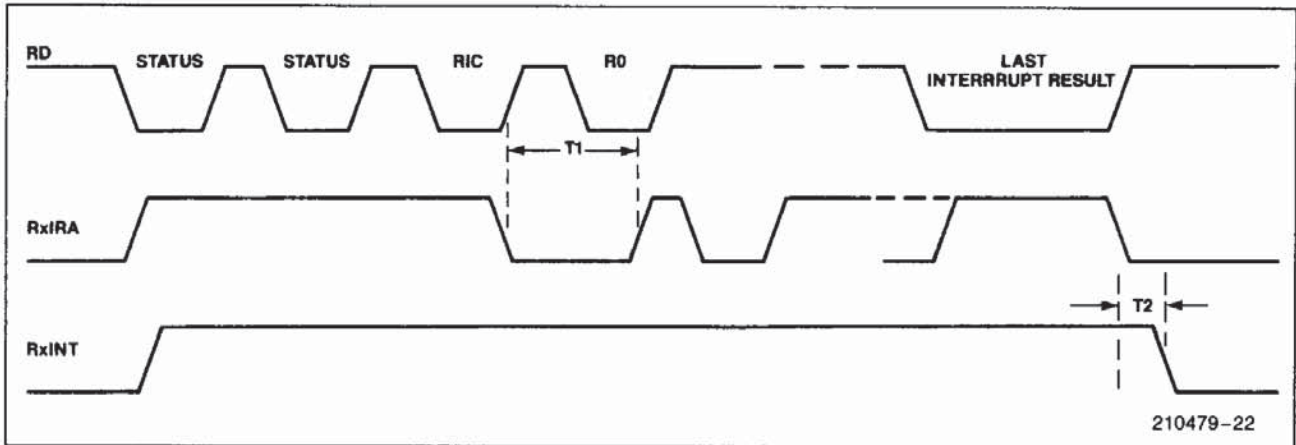 RD
STATUS
STATUS
RIC
R0
LAST
INTERRRUPT RESULT
T1
RxIRA
T2
RxINT
210479-22